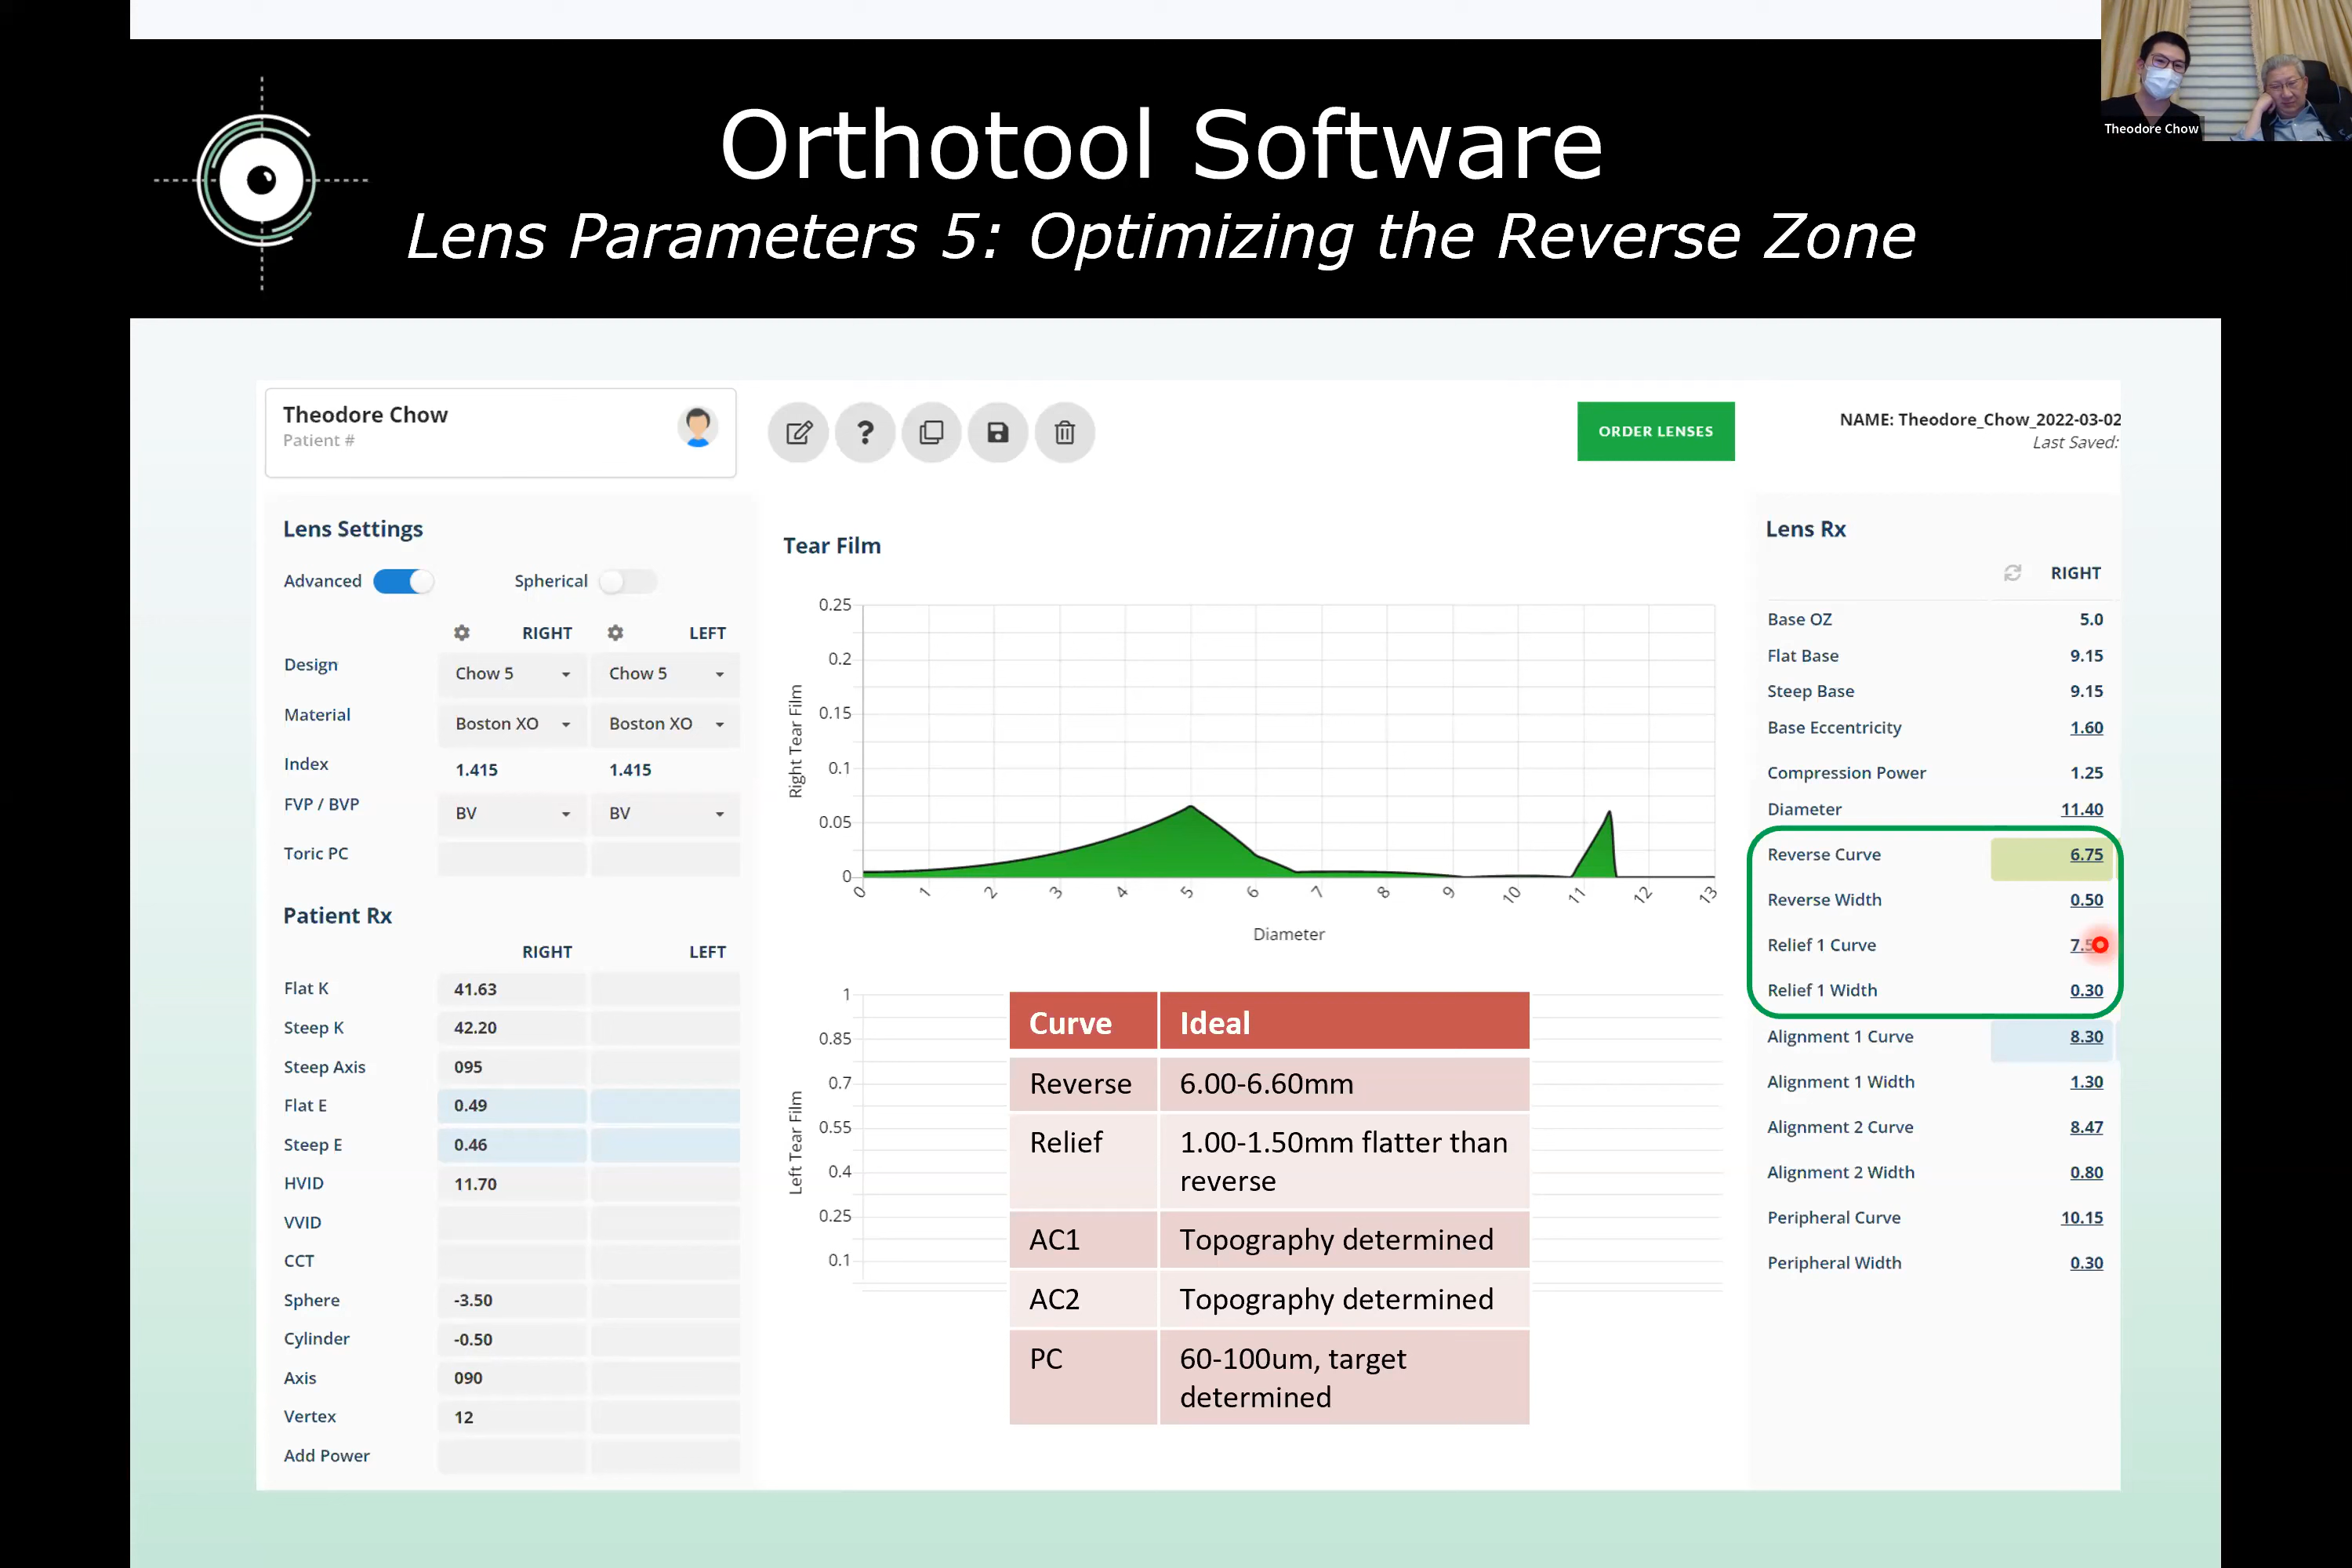 Theodore Chow
Orthotool Software
Lens Parameters 5: Optimizing the Reverse Zone
Theodore Chow
Patient #
?
ORDER LENSES
NAME: Theodore_Chow_2022-03-02
Last Saved:
Lens Settings
Advanced
Spherical
RIGHT LEFT
Design Chow 5 Chow 5
Material Boston XO Boston XO
Index 1.415 1.415
FVP / BVP BV BV
Toric PC
Patient Rx
RIGHT LEFT
Flat K 41.63
Steep K 42.20
Steep Axis 095
Flat E 0.49
Steep E 0.46
HVID 11.70
VVID
CCT
Sphere -3.50
Cylinder -0.50
Axis 090
Vertex 12
Add Power
Tear Film
Right Tear Film
0.25
0.2
0.15
0.1
0.05
0
0 1 2 3 4 5 6 7 8 9 10 11 12 13
Diameter
Left Tear Film
1
0.85
0.7
0.55
0.4
0.25
0.1
Curve Ideal
Reverse 6.00-6.60mm
Relief 1.00-1.50mm flatter than
reverse
AC1 Topography determined
AC2 Topography determined
PC 60-100um, target
determined
Lens Rx
RIGHT
Base OZ 5.0
Flat Base 9.15
Steep Base 9.15
Base Eccentricity 1.60
Compression Power 1.25
Diameter 11.40
Reverse Curve 6.75
Reverse Width 0.50
Relief 1 Curve
Relief 1 Width 0.30
Alignment 1 Curve 8.30
Alignment 1 Width 1.30
Alignment 2 Curve 8.47
Alignment 2 Width 0.80
Peripheral Curve 10.15
Peripheral Width 0.30